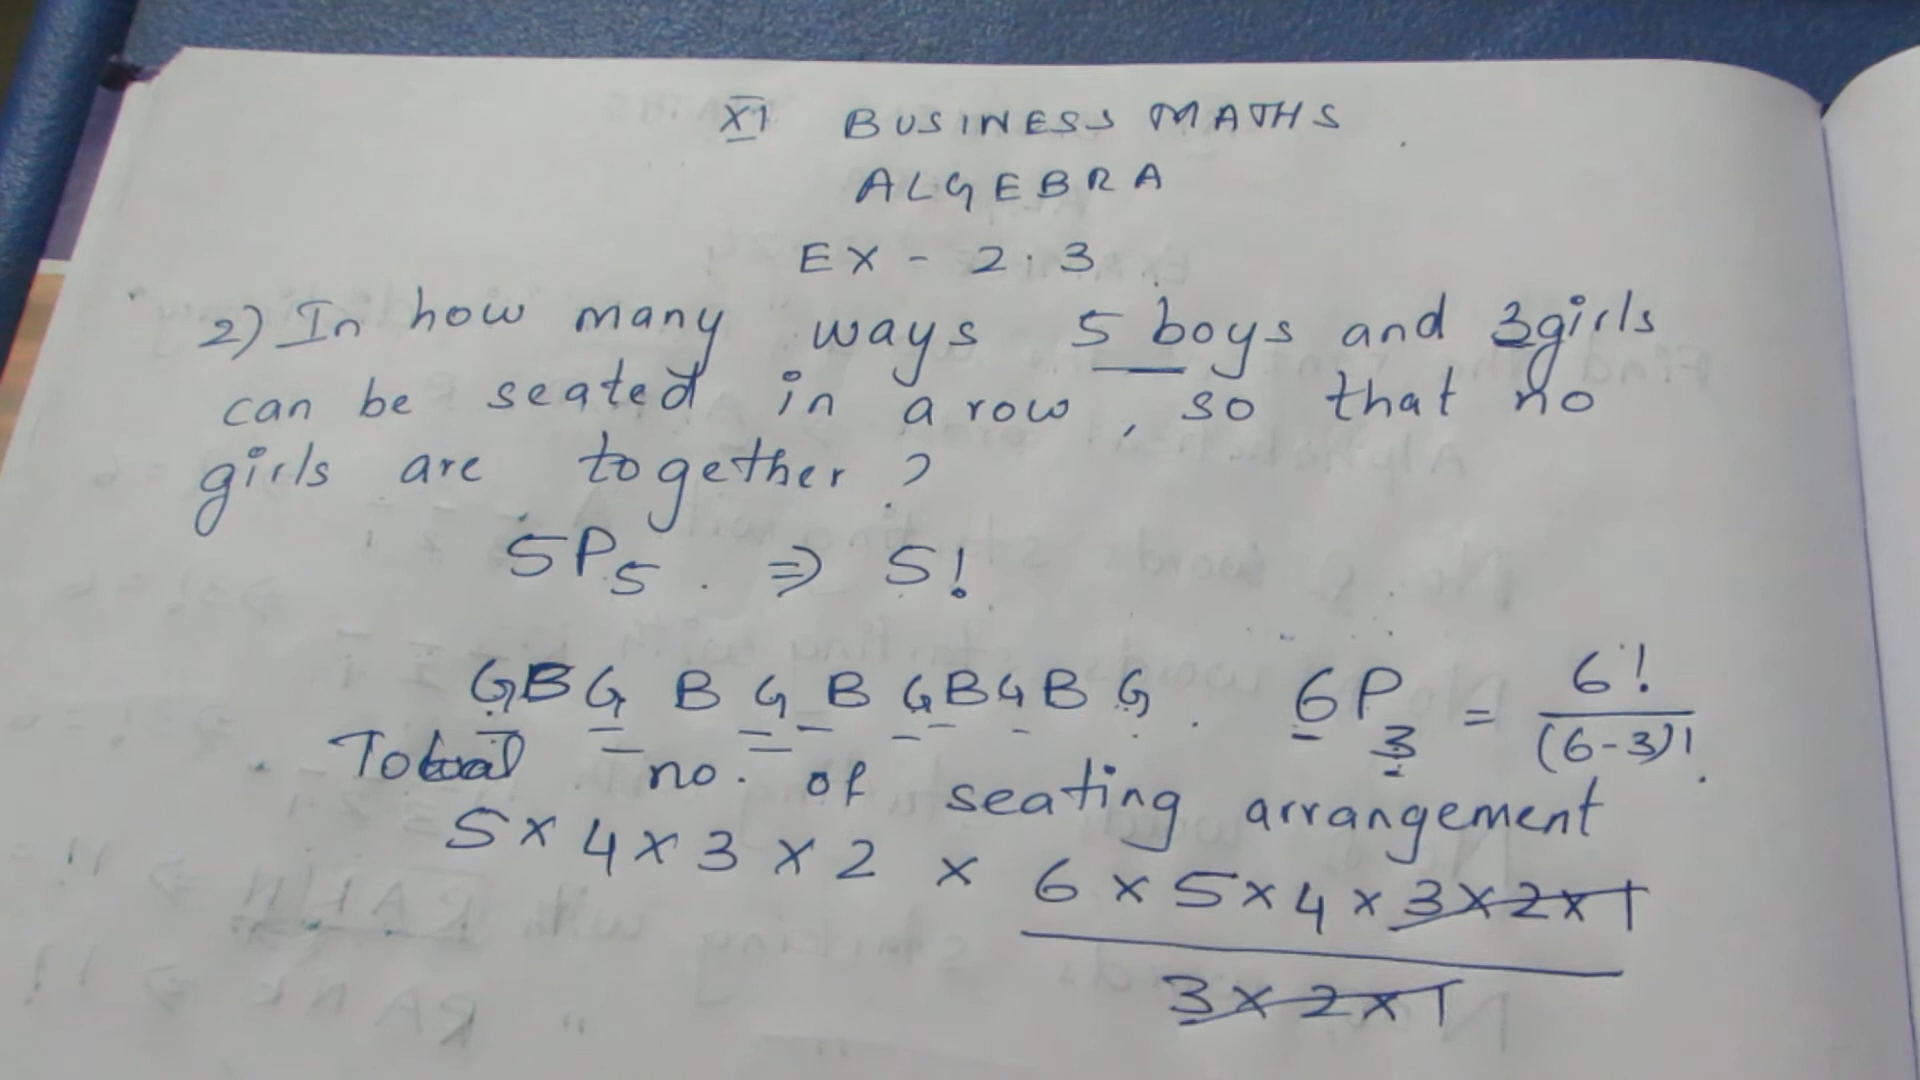 XI BUSINESS MATHS
ALGEBRA
EX - 2.3
2) In how many ways 5 boys and 3girls
can be seated in a row, so that no
girls are together?
5P5 . ⇒ 5!
GBG B G B GBGB G . 6P3 = 6!/(6-3)!
Total no. of seating arrangement
5 x 4 x 3 x 2 x 6 x 5 x 4 x 3 x 2 x 1
3 x 2 x 1